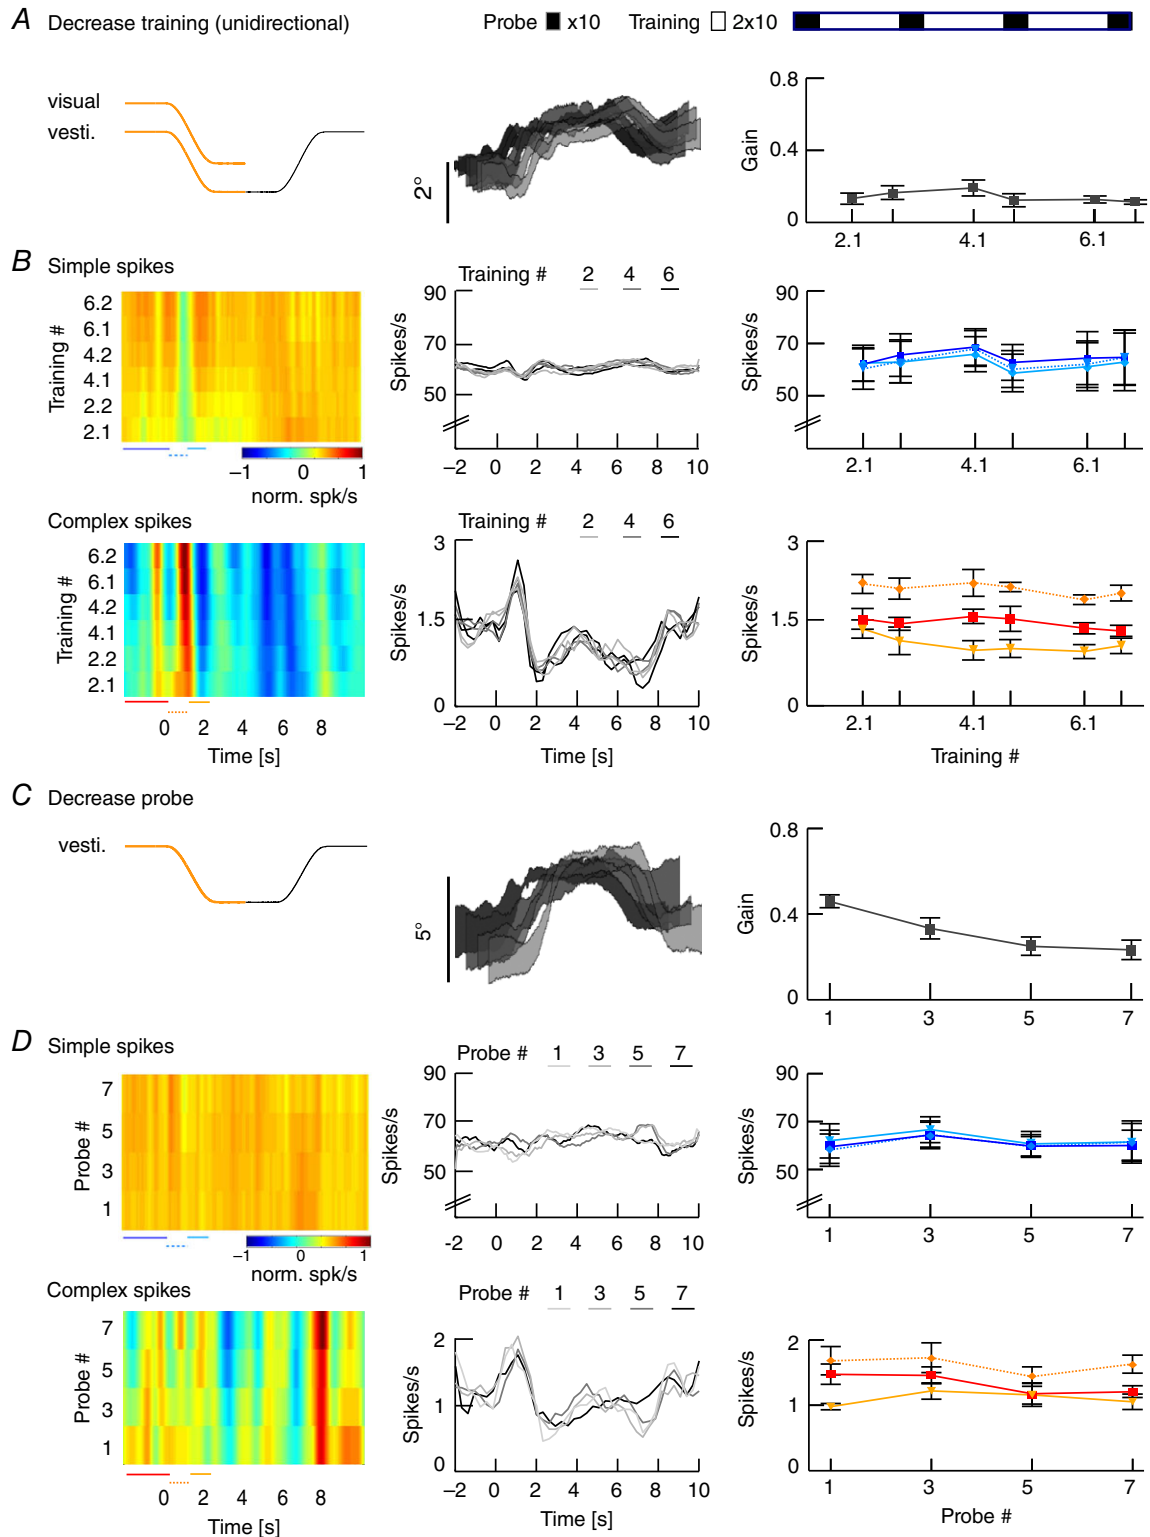 A Decrease training (unidirectional)
Probe x10 Training 2x10
visual
vesti.
2°
Gain
0.8
0.4
0
2.1 4.1 6.1
B Simple spikes
Training #
6.2
6.1
4.2
4.1
2.2
2.1
−1 0 1
norm. spk/s
Training # 2 4 6
Spikes/s
90
70
50
−2 0 2 4 6 8 10
Spikes/s
90
70
50
2.1 4.1 6.1
Complex spikes
Training #
6.2
6.1
4.2
4.1
2.2
2.1
0 2 4 6 8
Time [s]
Training # 2 4 6
Spikes/s
3
1.5
0
−2 0 2 4 6 8 10
Time [s]
Spikes/s
3
1.5
0
2.1 4.1 6.1
Training #
C Decrease probe
vesti.
5°
Gain
0.8
0.4
0
1 3 5 7
D Simple spikes
Probe #
7
5
3
1
−1 0 1
norm. spk/s
Probe # 1 3 5 7
Spikes/s
90
70
50
-2 0 2 4 6 8 10
Spikes/s
90
70
50
1 3 5 7
Complex spikes
Probe #
7
5
3
1
0 2 6 8
Time [s]
Probe # 1 3 5 7
Spikes/s
2
1
0
−2 0 2 4 6 8 10
Time [s]
Spikes/s
2
1
0
1 3 5 7
Probe #